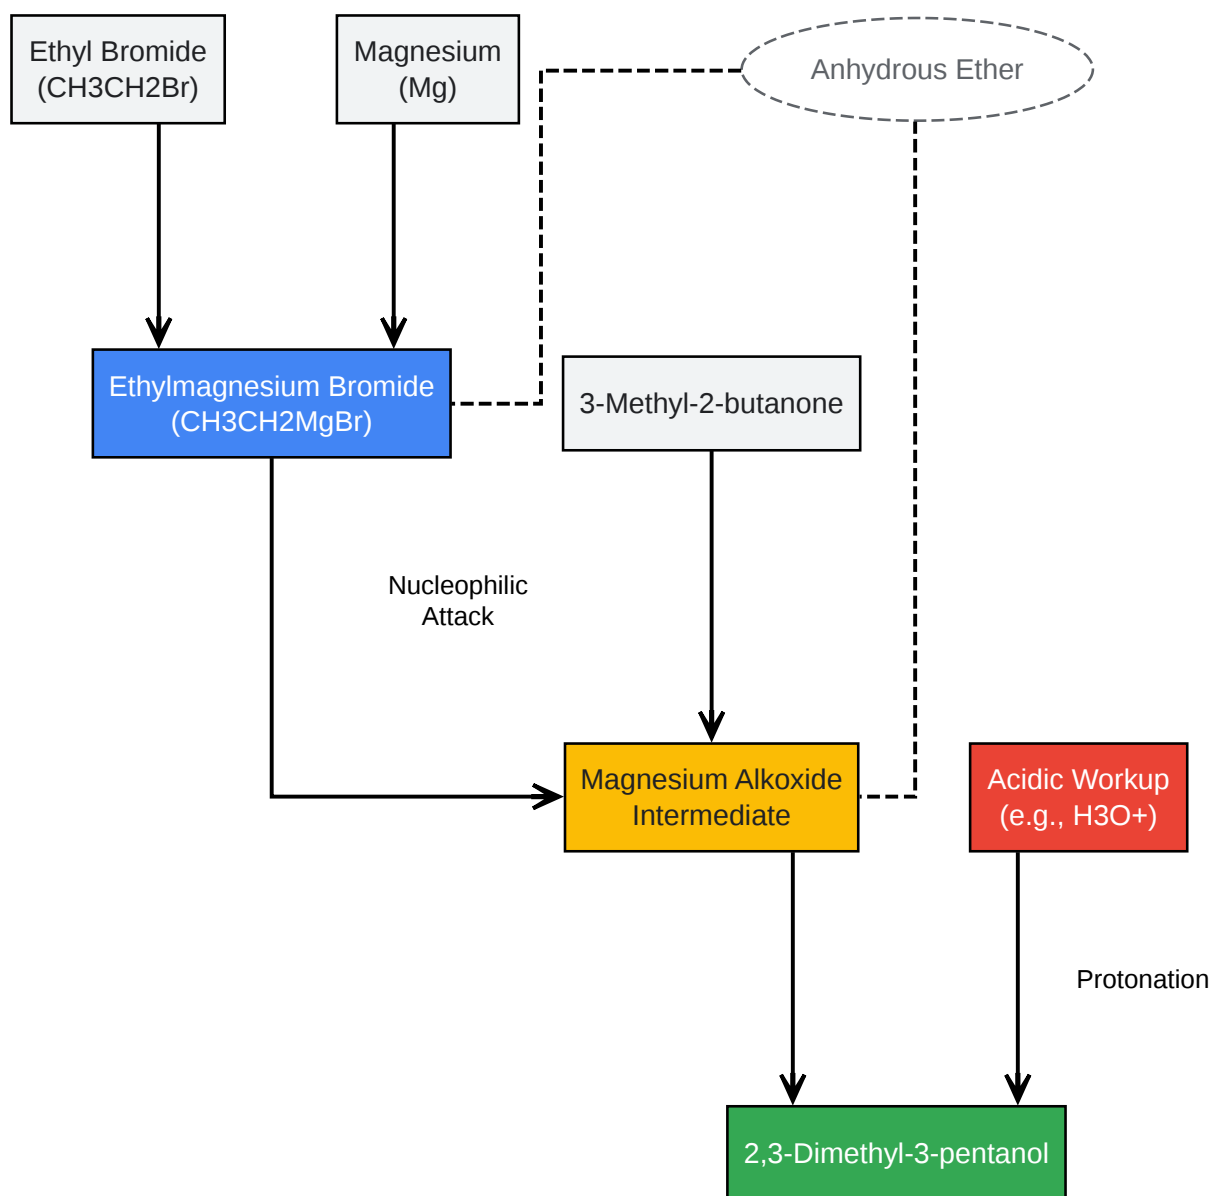 Ethyl Bromide
(CH3CH2Br)
Magnesium
(Mg)
Anhydrous Ether
Ethylmagnesium Bromide
(CH3CH2MgBr)
3-Methyl-2-butanone
Nucleophilic
Attack
Magnesium Alkoxide
Intermediate
Acidic Workup
(e.g., H3O+)
Protonation
2,3-Dimethyl-3-pentanol